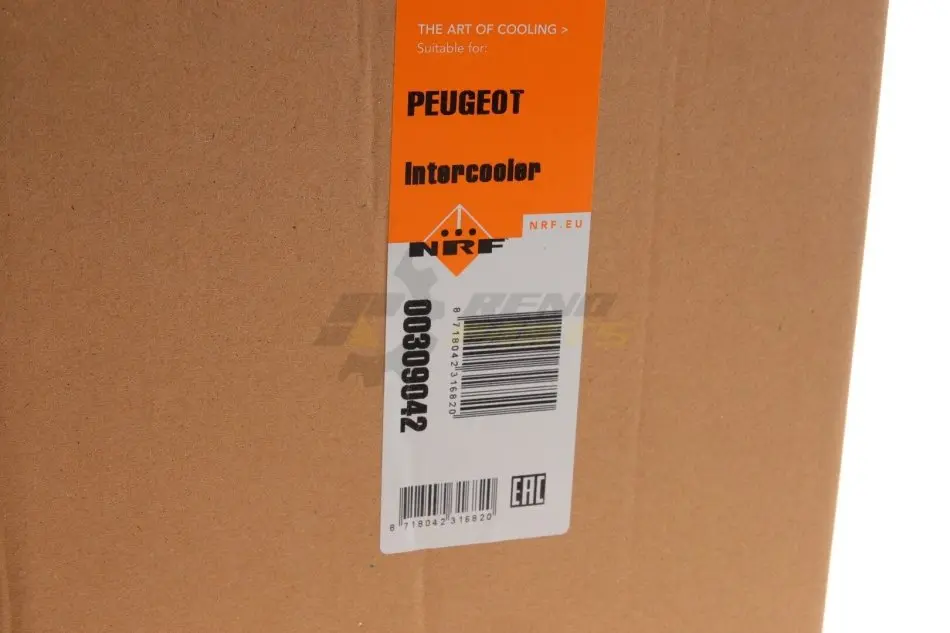 THE ART OF COOLING >
Suitable for:
PEUGEOT
Intercooler
NRF.EU
NRF
00309042
8 718042 316820
8 718042 316820
EAC
RENO